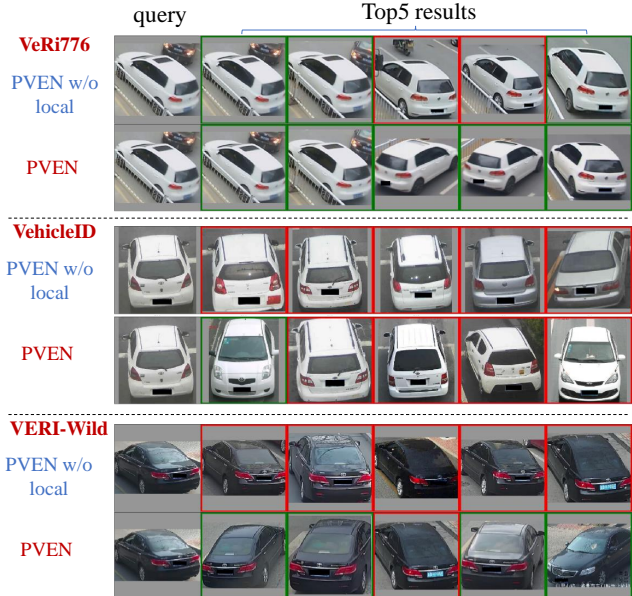 query
Top5 results
VeRi776
PVEN w/o
local
PVEN
VehicleID
PVEN w/o
local
PVEN
VERI-Wild
PVEN w/o
local
PVEN